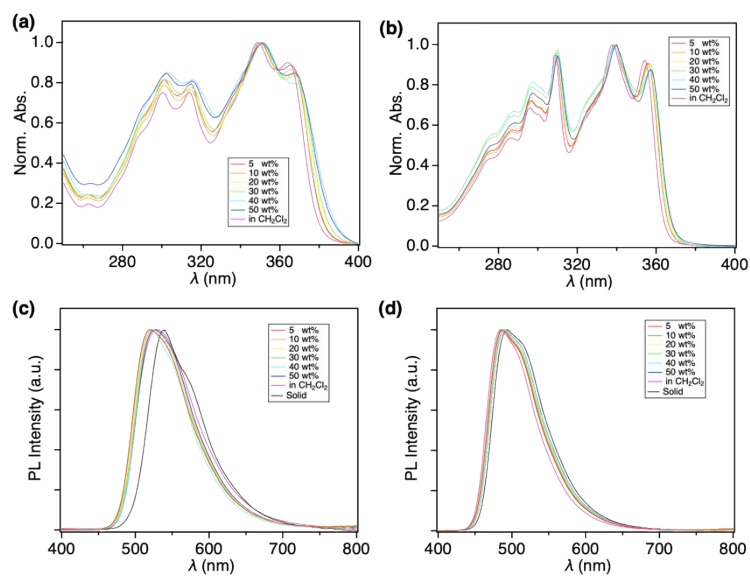 (a)
Norm. Abs.
1.0
0.8
0.6
0.4
0.2
0.0
5 wt%
10 wt%
20 wt%
30 wt%
40 wt%
50 wt%
in CH₂Cl₂
280 320 360 400
λ (nm)
(b)
Norm. Abs.
1.0
0.8
0.6
0.4
0.2
0.0
5 wt%
10 wt%
20 wt%
30 wt%
40 wt%
50 wt%
in CH₂Cl₂
280 320 360 400
λ (nm)
(c)
PL Intensity (a.u.)
5 wt%
10 wt%
20 wt%
30 wt%
40 wt%
50 wt%
in CH₂Cl₂
Solid
400 500 600 700 800
λ (nm)
(d)
PL Intensity (a.u.)
5 wt%
10 wt%
20 wt%
30 wt%
40 wt%
50 wt%
in CH₂Cl₂
Solid
400 500 600 700 800
λ (nm)